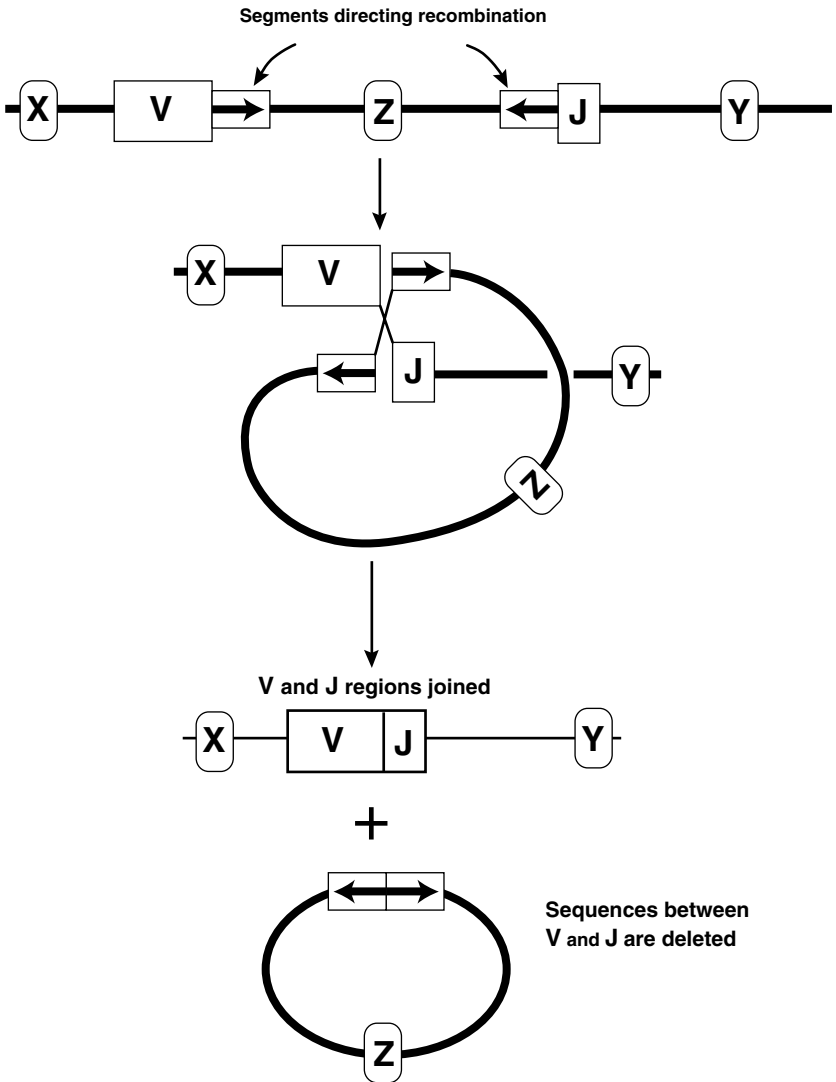 Segments directing recombination
X V Z J Y
X V
J Y
Z
V and J regions joined
X V J Y
+
Sequences between
V and J are deleted
Z